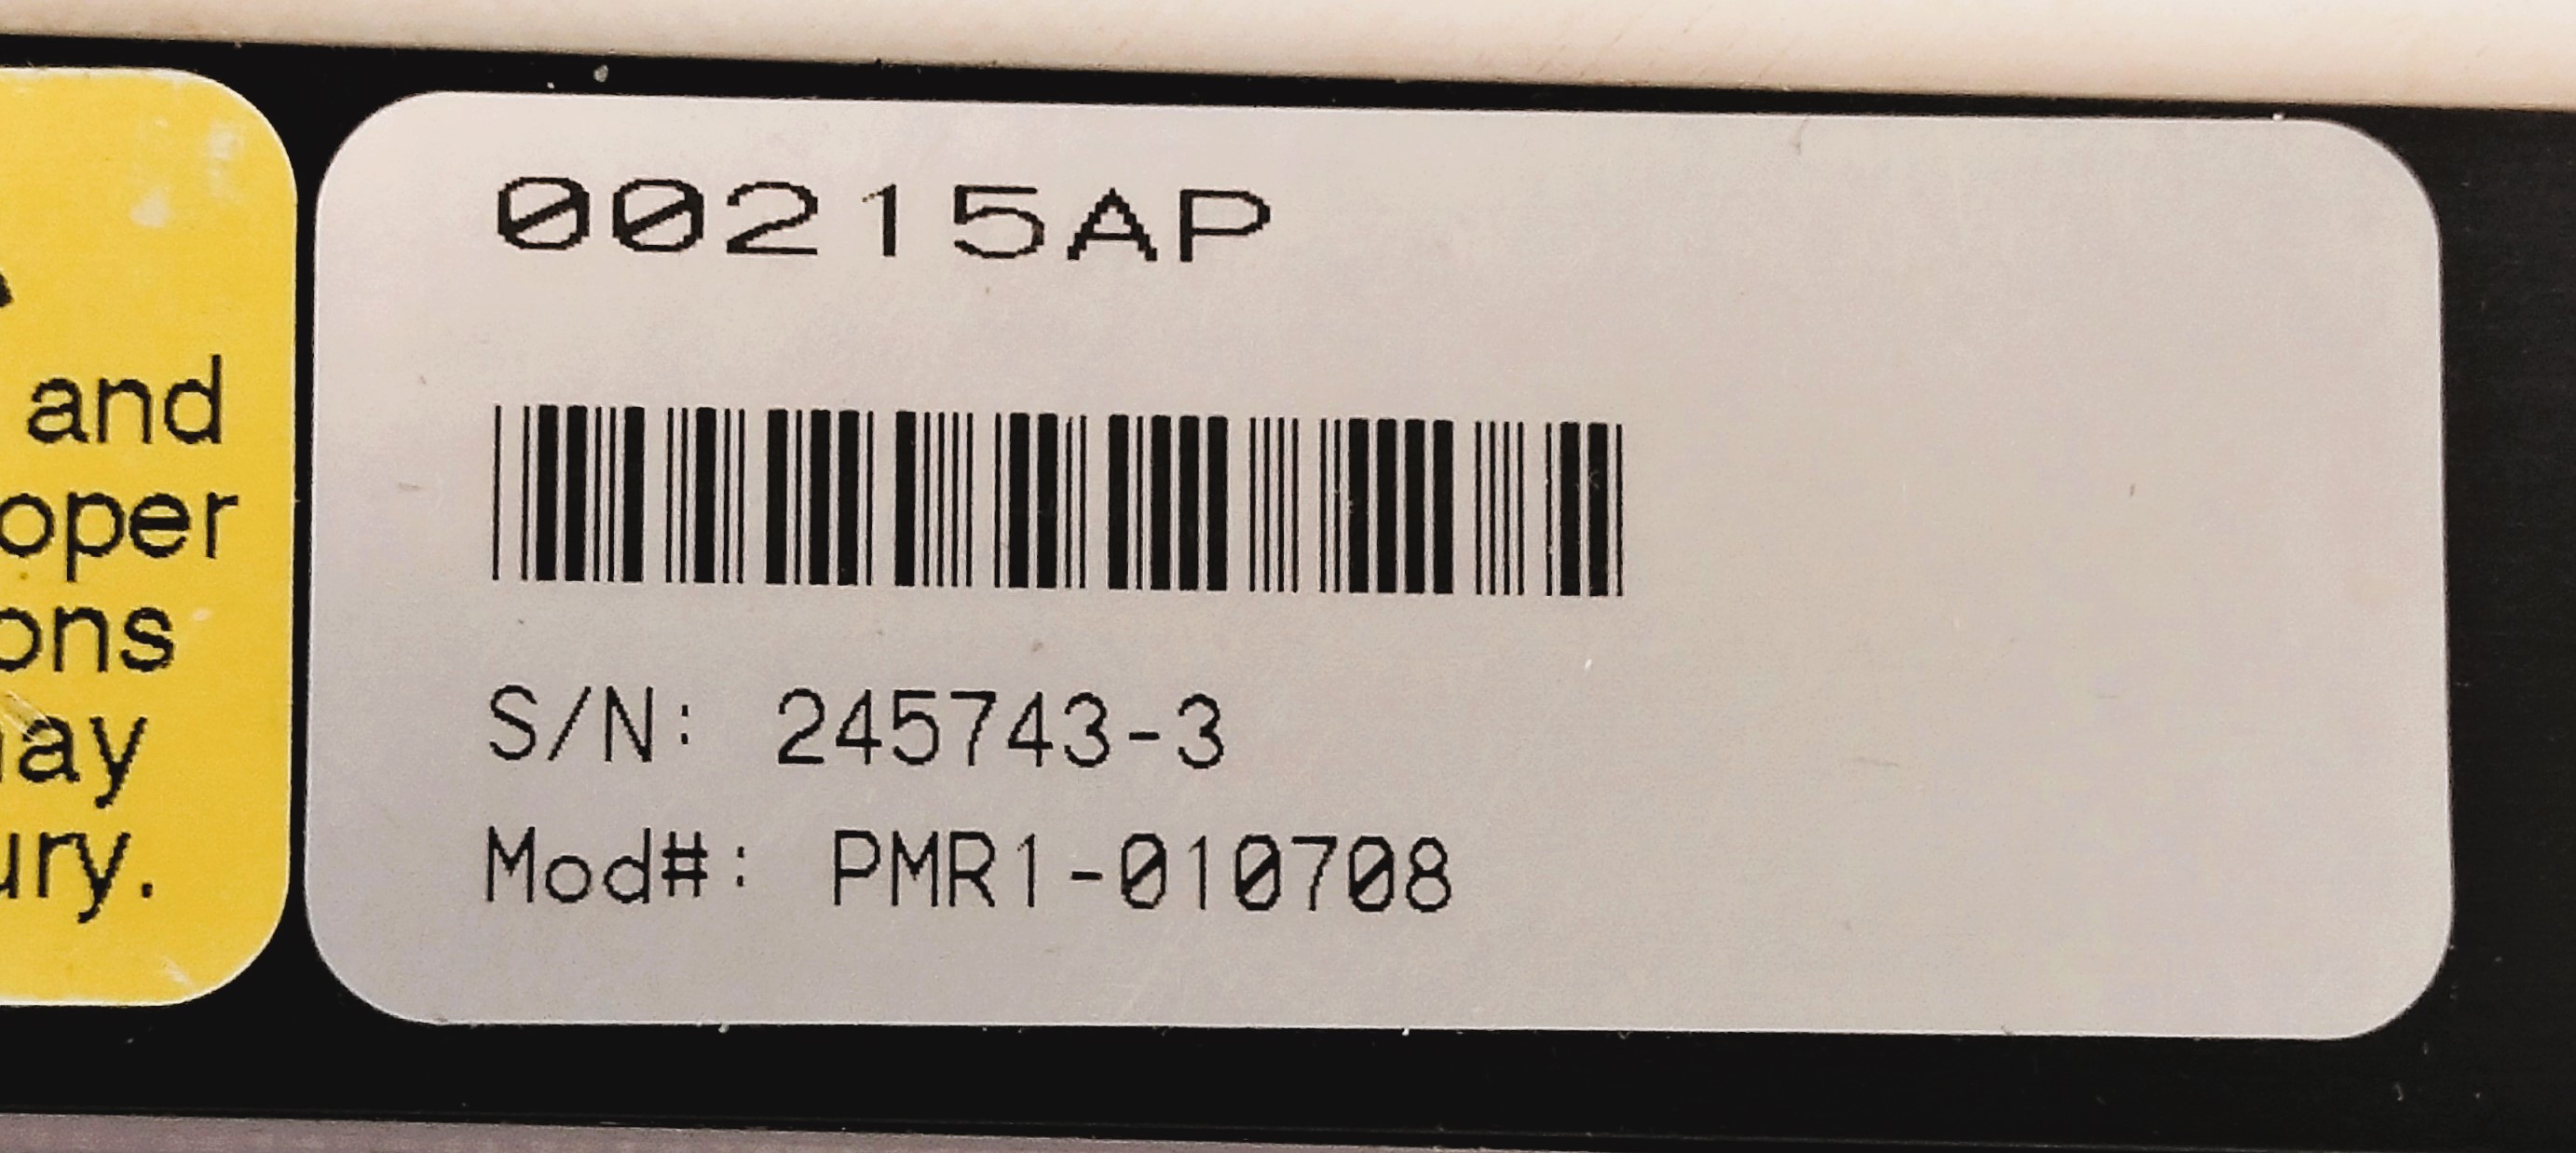 and
oper
ons
ay
ury.
00215AP
S/N: 245743-3
Mod#: PMR1-010708